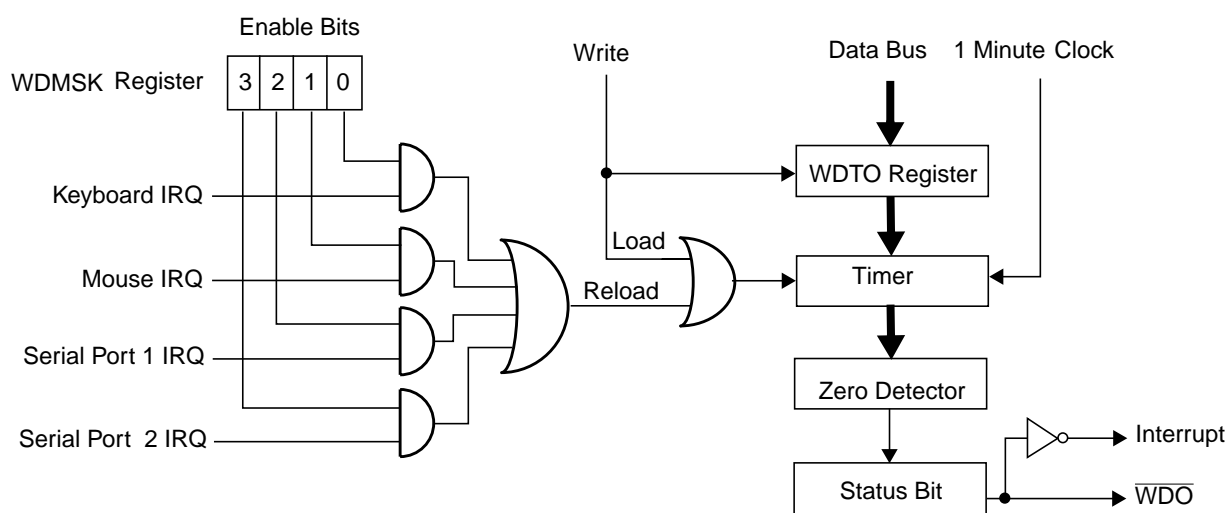 Enable Bits
WDMSK Register
3 2 1 0
Write
Data Bus
1 Minute Clock
WDTO Register
Keyboard IRQ
Load
Mouse IRQ
Timer
Reload
Serial Port 1 IRQ
Zero Detector
Serial Port 2 IRQ
Interrupt
Status Bit
W̅D̅O̅